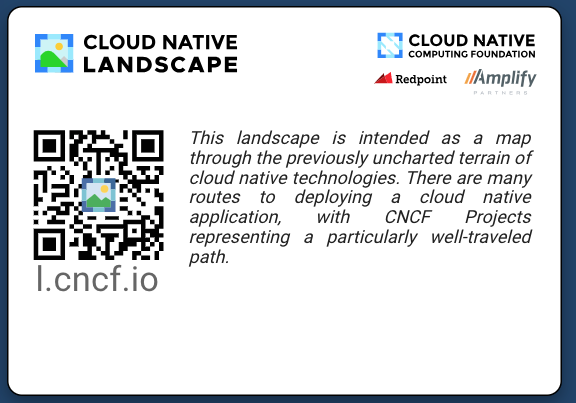 CLOUD NATIVE
LANDSCAPE
CLOUD NATIVE
COMPUTING FOUNDATION
Redpoint
Amplify
PARTNERS
This landscape is intended as a map
through the previously uncharted terrain of
cloud native technologies. There are many
routes to deploying a cloud native
application, with CNCF Projects
representing a particularly well-traveled
path.
l.cncf.io